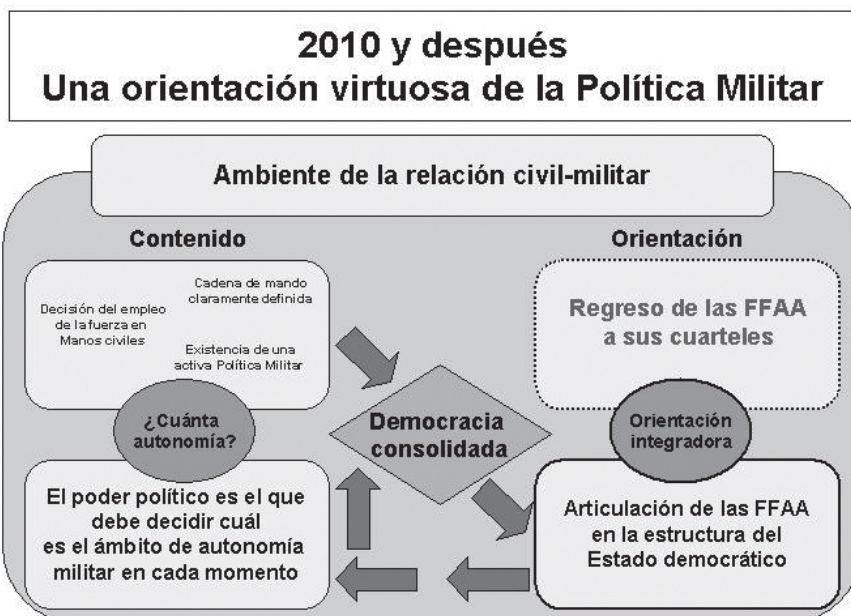 2010 y después
Una orientación virtuosa de la Política Militar
Ambiente de la relación civil-militar
Contenido
Cadena de mando
claramente definida
Decisión del empleo
de la fuerza en
Manos civiles
Existencia de una
activa Política Militar
¿Cuánta
autonomía?
El poder político es el que
debe decidir cuál
es el ámbito de autonomía
militar en cada momento
Democracia
consolidada
Orientación
Regreso de las FFAA
a sus cuarteles
Orientación
integradora
Articulación de las FFAA
en la estructura del
Estado democrático